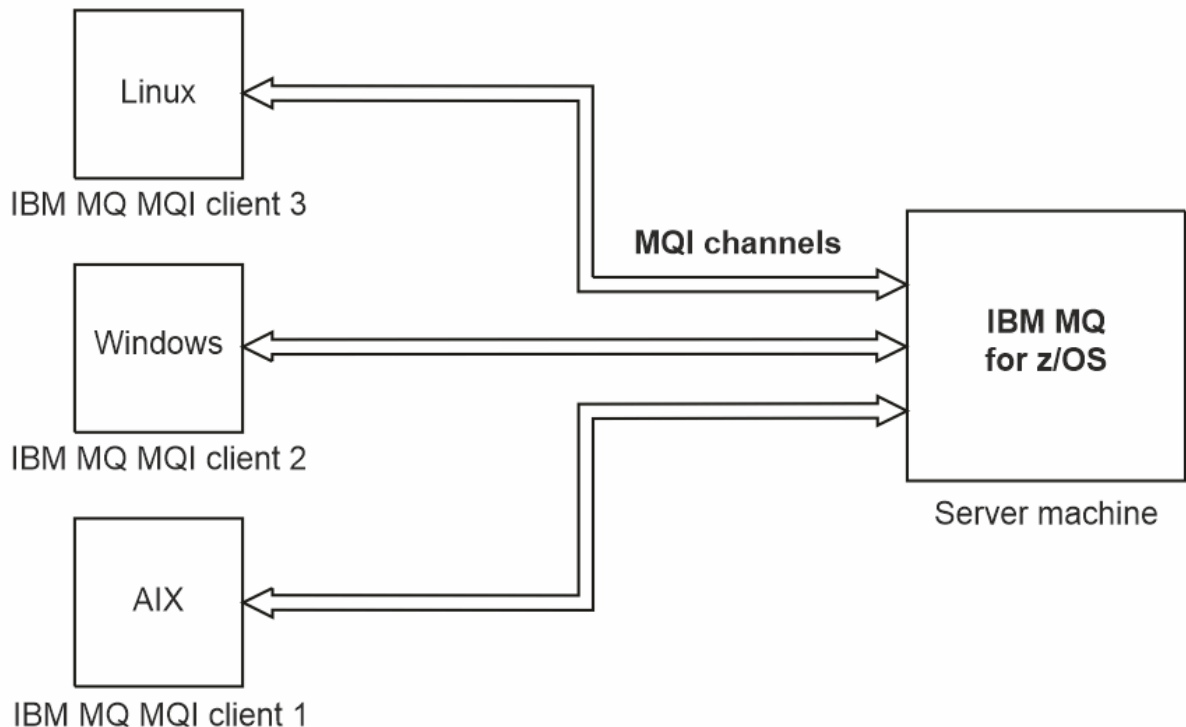 Linux
IBM MQ MQI client 3
MQI channels
Windows
IBM MQ MQI client 2
IBM MQ
for z/OS
Server machine
AIX
IBM MQ MQI client 1